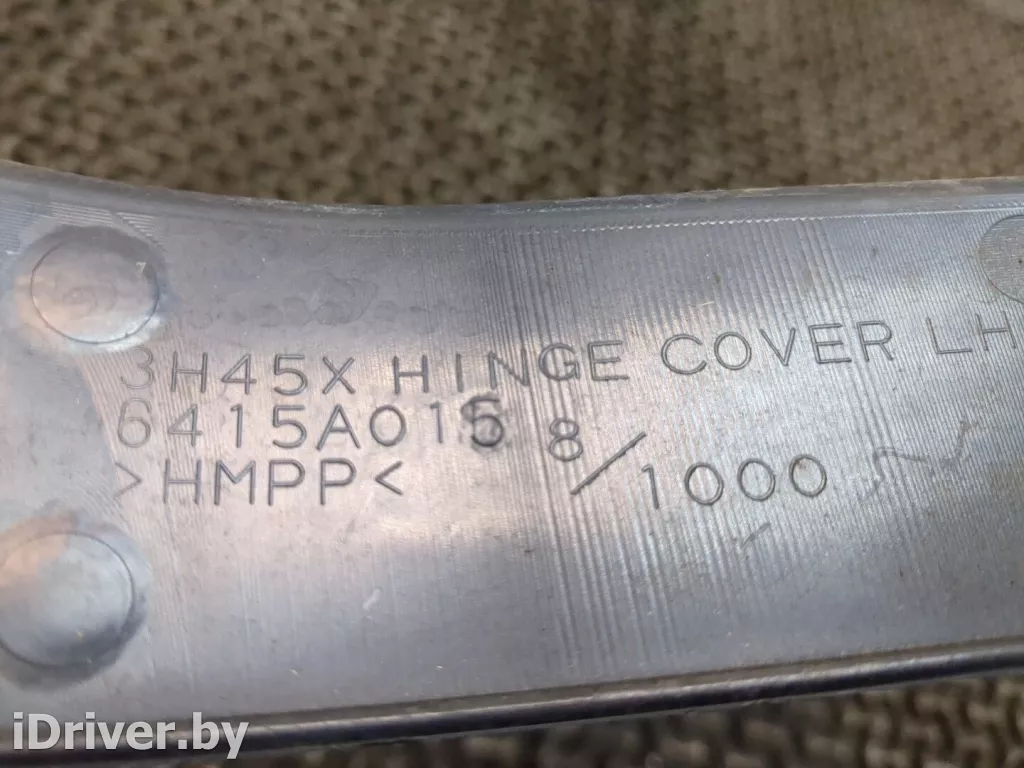 3H45X HINGE COVER LH
6415A015
8/1000
>HMPP<
iDriver.by